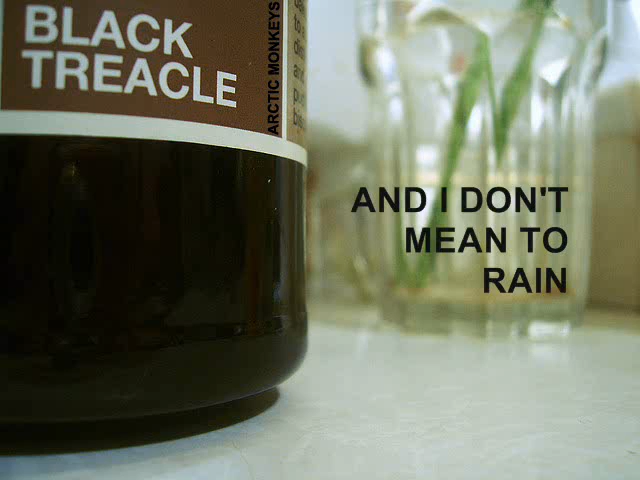 BLACK
TREACLE
ARCTIC MONKEYS
AND I DON'T
MEAN TO
RAIN